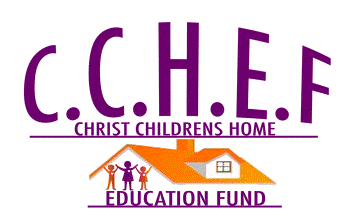 C.C.H.E.F
CHRIST CHILDRENS HOME
EDUCATION FUND